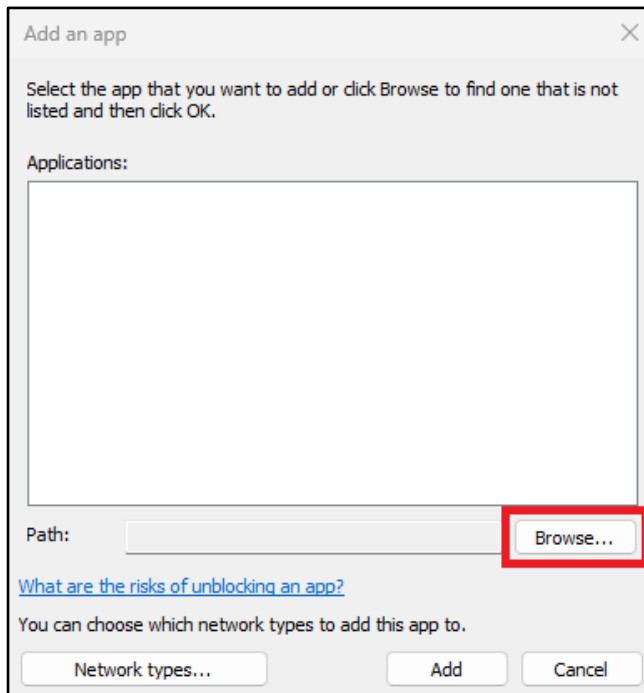 Add an app
Select the app that you want to add or click Browse to find one that is not
listed and then click OK.
Applications:
Path:
Browse...
What are the risks of unblocking an app?
You can choose which network types to add this app to.
Network types...
Add
Cancel